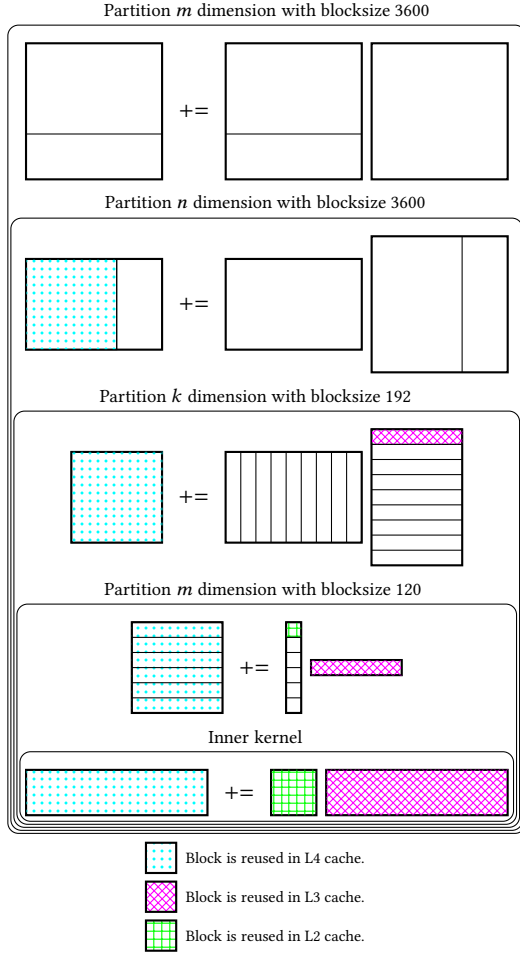 Partition m dimension with blocksize 3600
+=
Partition n dimension with blocksize 3600
+=
Partition k dimension with blocksize 192
+=
Partition m dimension with blocksize 120
+=
Inner kernel
+=
Block is reused in L4 cache.
Block is reused in L3 cache.
Block is reused in L2 cache.